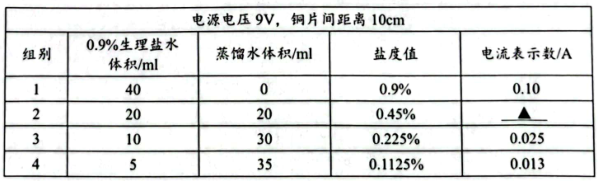 电源电压 9V，铜片间距离 10cm
组别 0.9%生理盐水体积/ml 蒸馏水体积/ml 盐度值 电流表示数/A
1 40 0 0.9% 0.10
2 20 20 0.45% ▲
3 10 30 0.225% 0.025
4 5 35 0.1125% 0.013